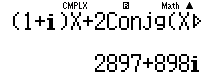 CMPLX R Math ▲
(1+i)X+2Conjg(X▷
2897+898i